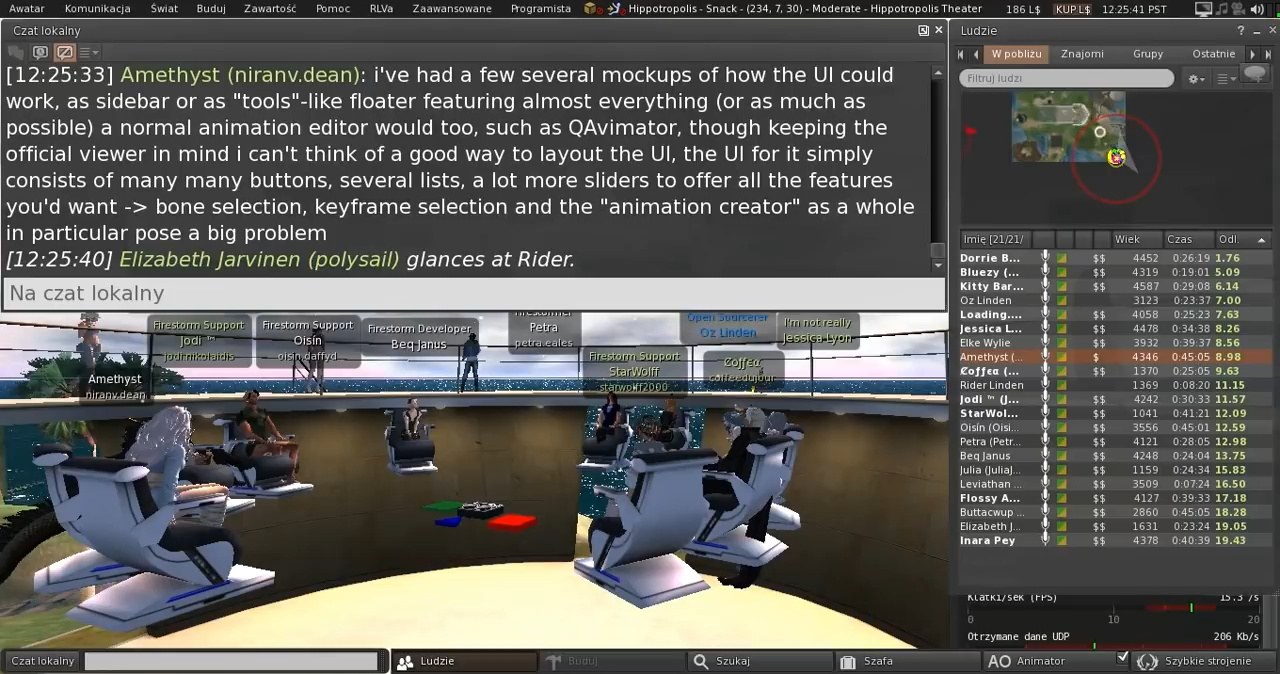 Awatar Komunikacja Świat Buduj Zawartość Pomoc RLVa Zaawansowane Programista Hippotropolis - Snack - (234, 7, 30) - Moderate - Hippotropolis Theater 186 L$ KUP L$ 12:25:41 PST
Czat lokalny
[12:25:33] Amethyst (niranv.dean): i've had a few several mockups of how the UI could
work, as sidebar or as "tools"-like floater featuring almost everything (or as much as
possible) a normal animation editor would too, such as QAvimator, though keeping the
official viewer in mind i can't think of a good way to layout the UI, the UI for it simply
consists of many many buttons, several lists, a lot more sliders to offer all the features
you'd want -> bone selection, keyframe selection and the "animation creator" as a whole
in particular pose a big problem
[12:25:40] Elizabeth Jarvinen (polysail) glances at Rider.
Na czat lokalny
Firestorm Support
Jodi ™
jodi.nikolaidis
Firestorm Support
Oisín
oisin.daffyd
Firestorm Developer
Beq Janus
Petra
petra.eales
Open Sourcerer
Oz Linden
I'm not really
Jessica Lyon
Firestorm Support
StarWolff
starwolf2000
Coffεε
coffeedujour
Amethyst
niranv.dean
Ludzie
? _ ×
W pobliżu Znajomi Grupy Ostatnie
Filtruj ludzi
Imię [21/21/ Wiek Czas Odl.
Dorrie B... $$ 4452 0:26:19 1.76
Bluezy (... $$ 4319 0:19:01 5.09
Kitty Bar... $$ 4587 0:29:08 6.14
Oz Linden 3123 0:23:37 7.00
Loading.... $$ 4058 0:25:23 7.63
Jessica L... $$ 4478 0:34:38 8.26
Elke Wylie $$ 3932 0:39:37 8.56
Amethyst (... $ 4346 0:45:05 8.98
Coffεε (... $$ 1370 0:25:05 9.63
Rider Linden 1369 0:08:20 11.15
Jodi ™ (J... $$ 4242 0:30:33 11.57
StarWol... $$ 1041 0:41:21 12.09
Oisín (Oisi... $$ 3556 0:45:01 12.59
Petra (Petr... $$ 4121 0:28:05 12.98
Beq Janus $$ 4248 0:24:04 13.75
Julia (JuliaJ... $$ 1159 0:24:34 15.83
Leviathan ... $$ 3509 0:07:24 16.50
Flossy A... $$ 4127 0:39:33 17.18
Buttacwup ... $$ 2860 0:45:05 18.28
Elizabeth J... $$ 1631 0:23:24 19.05
Inara Pey $$ 4378 0:40:39 19.43
Klatki/sek (FPS) 15.3 /s
0 10 20
Otrzymane dane UDP 206 Kb/s
Czat lokalny Ludzie Buduj Szukaj Szafa AO Animator Szybkie strojenie